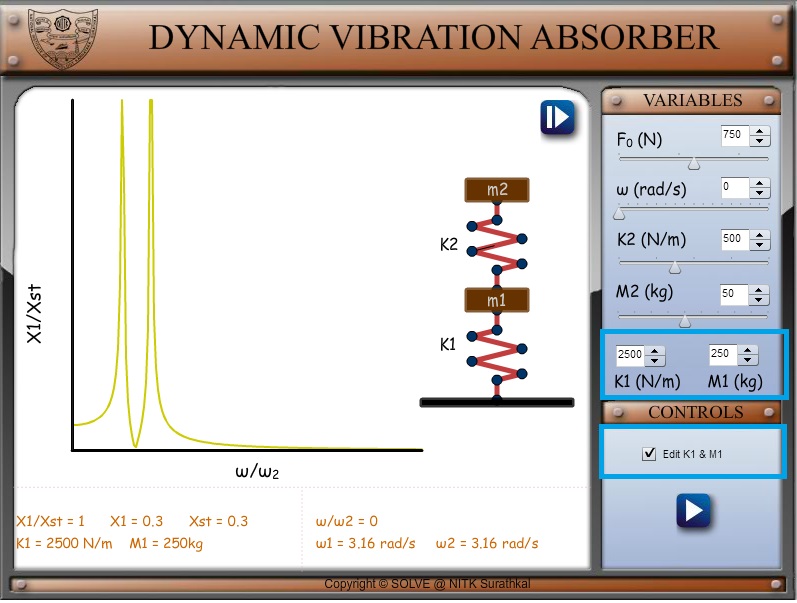 DYNAMIC VIBRATION ABSORBER
X1/Xst
ω/ω2
m2
K2
m1
K1
VARIABLES
F0 (N) 750
ω (rad/s) 0
K2 (N/m) 500
M2 (kg) 50
2500 250
K1 (N/m) M1 (kg)
CONTROLS
Edit K1 & M1
X1/Xst = 1 X1 = 0.3 Xst = 0.3
K1 = 2500 N/m M1 = 250kg
ω/ω2 = 0
ω1 = 3.16 rad/s ω2 = 3.16 rad/s
Copyright © SOLVE @ NITK Surathkal